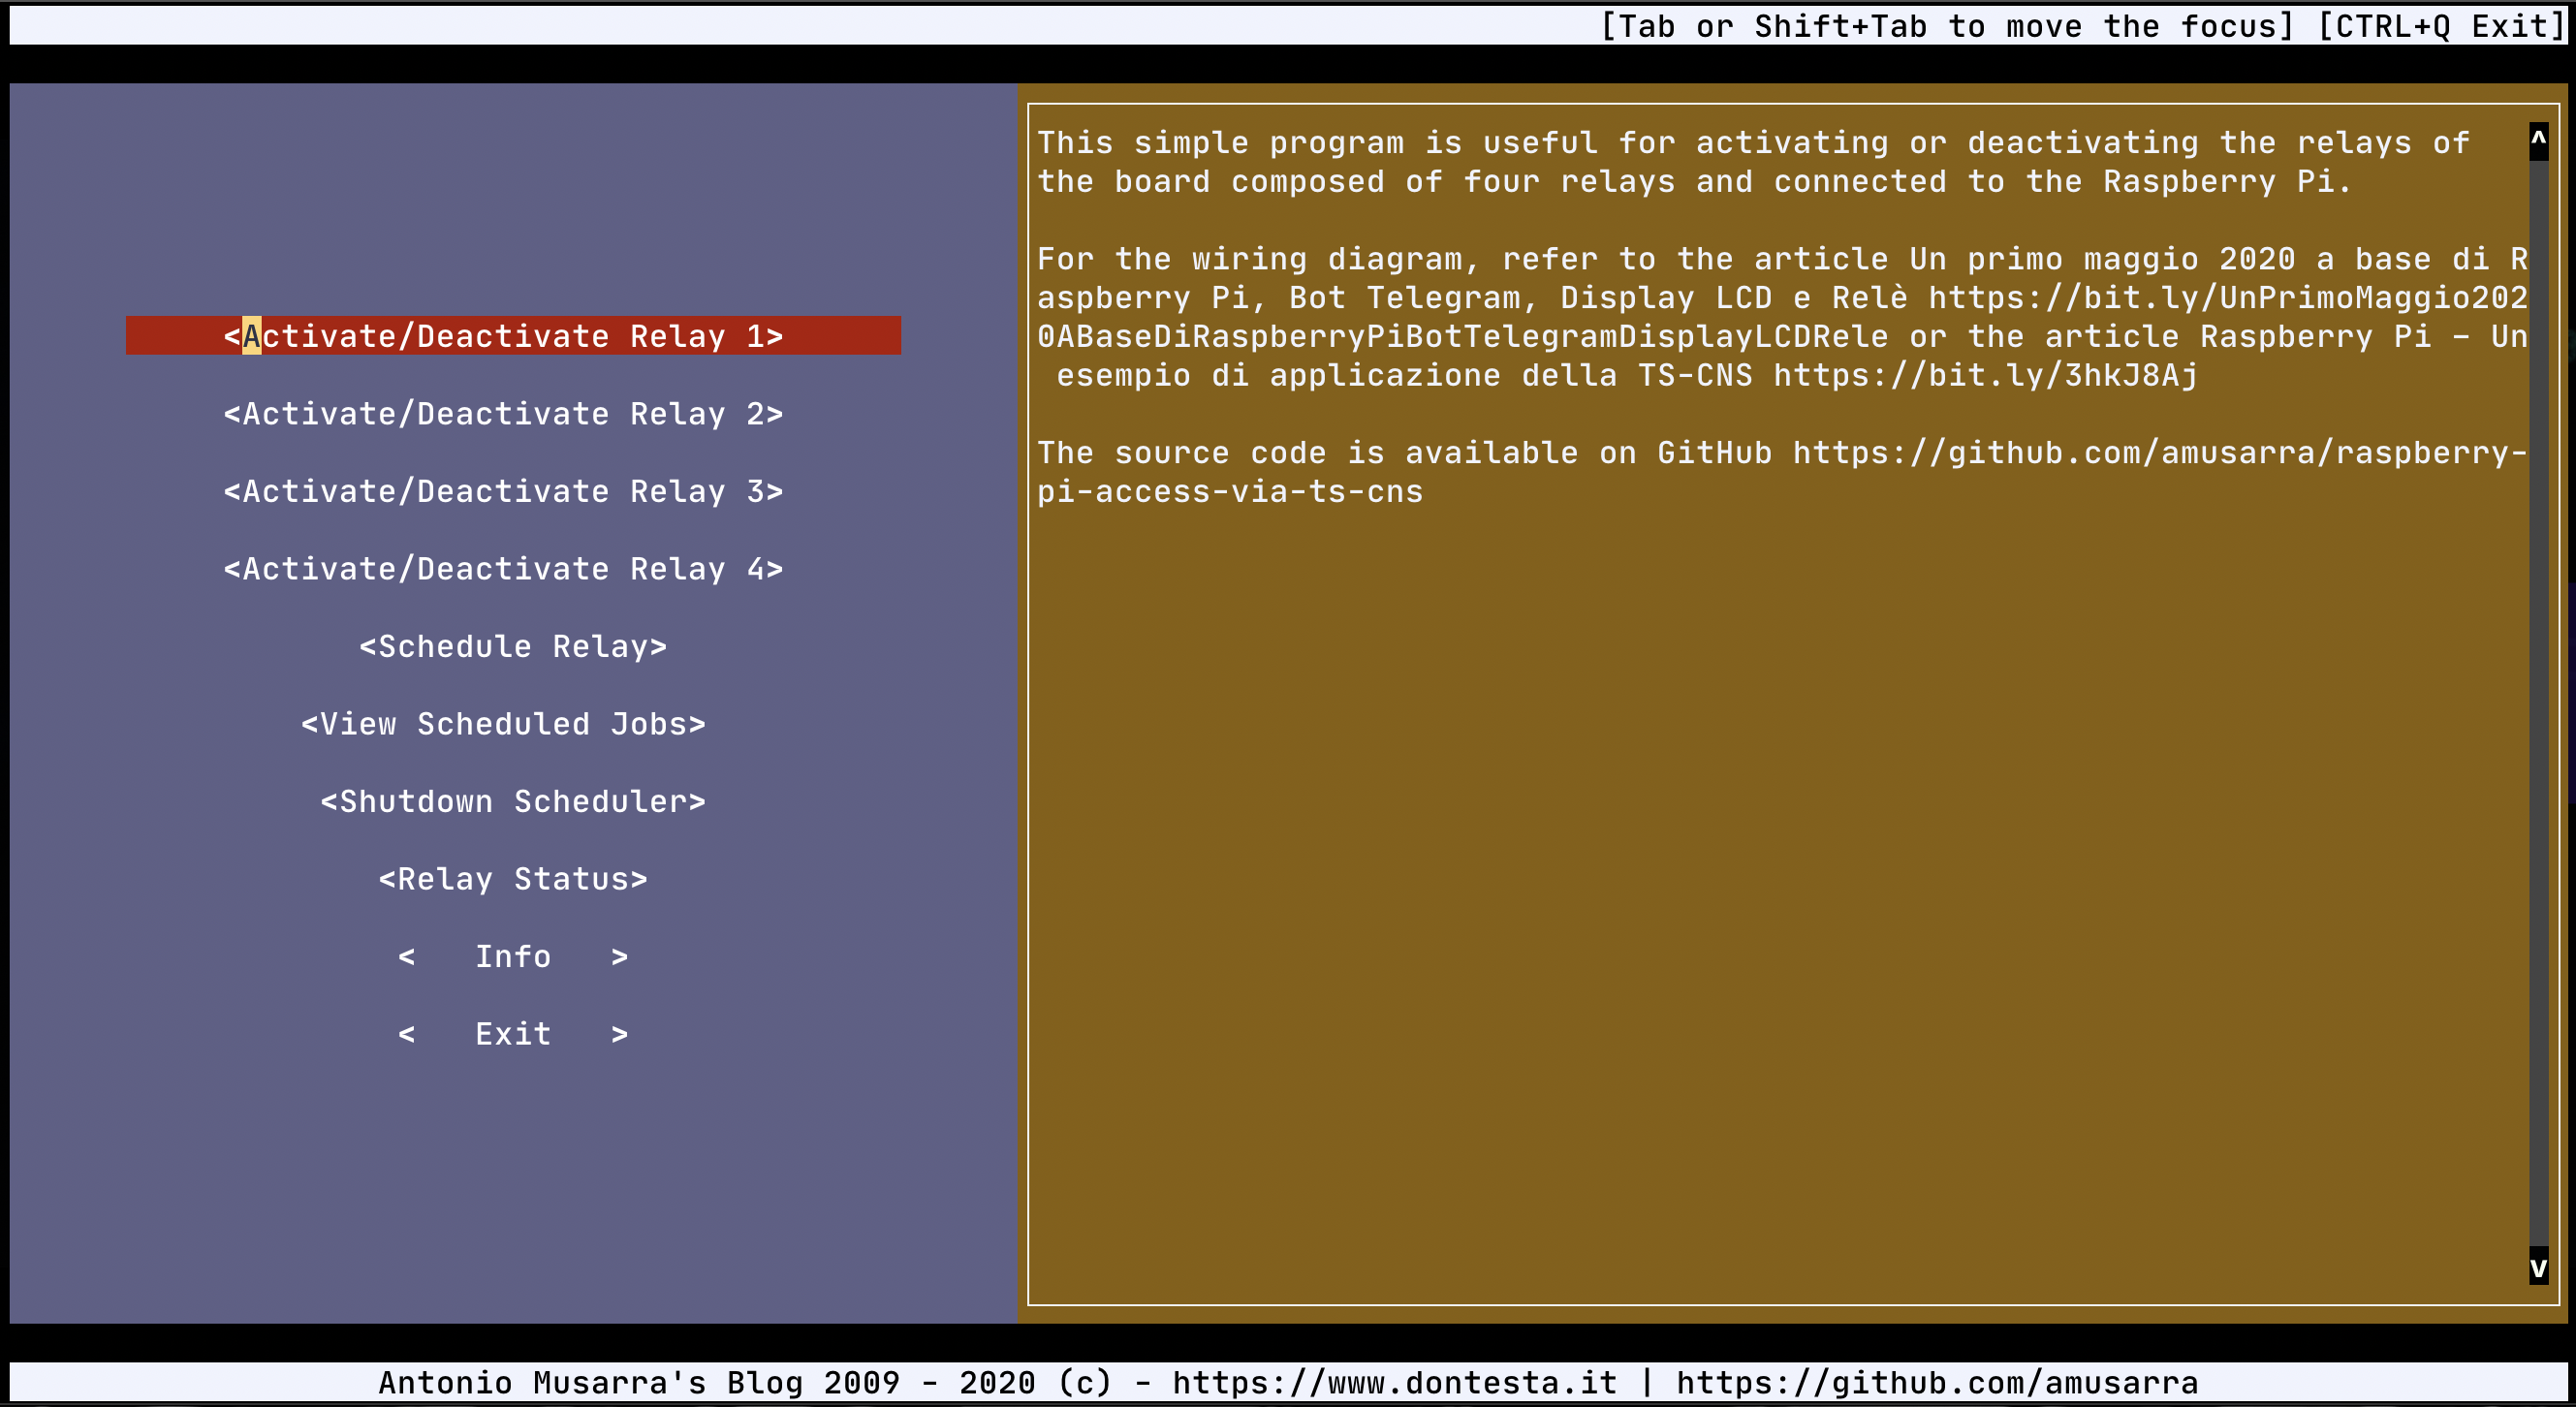 [Tab or Shift+Tab to move the focus] [CTRL+Q Exit]
<Activate/Deactivate Relay 1>
<Activate/Deactivate Relay 2>
<Activate/Deactivate Relay 3>
<Activate/Deactivate Relay 4>
<Schedule Relay>
<View Scheduled Jobs>
<Shutdown Scheduler>
<Relay Status>
<   Info   >
<   Exit   >
This simple program is useful for activating or deactivating the relays of
the board composed of four relays and connected to the Raspberry Pi.
For the wiring diagram, refer to the article Un primo maggio 2020 a base di R
aspberry Pi, Bot Telegram, Display LCD e Relè https://bit.ly/UnPrimoMaggio202
0ABaseDiRaspberryPiBotTelegramDisplayLCDRele or the article Raspberry Pi – Un
esempio di applicazione della TS-CNS https://bit.ly/3hkJ8Aj
The source code is available on GitHub https://github.com/amusarra/raspberry-
pi-access-via-ts-cns
^
v
Antonio Musarra's Blog 2009 - 2020 (c) - https://www.dontesta.it | https://github.com/amusarra